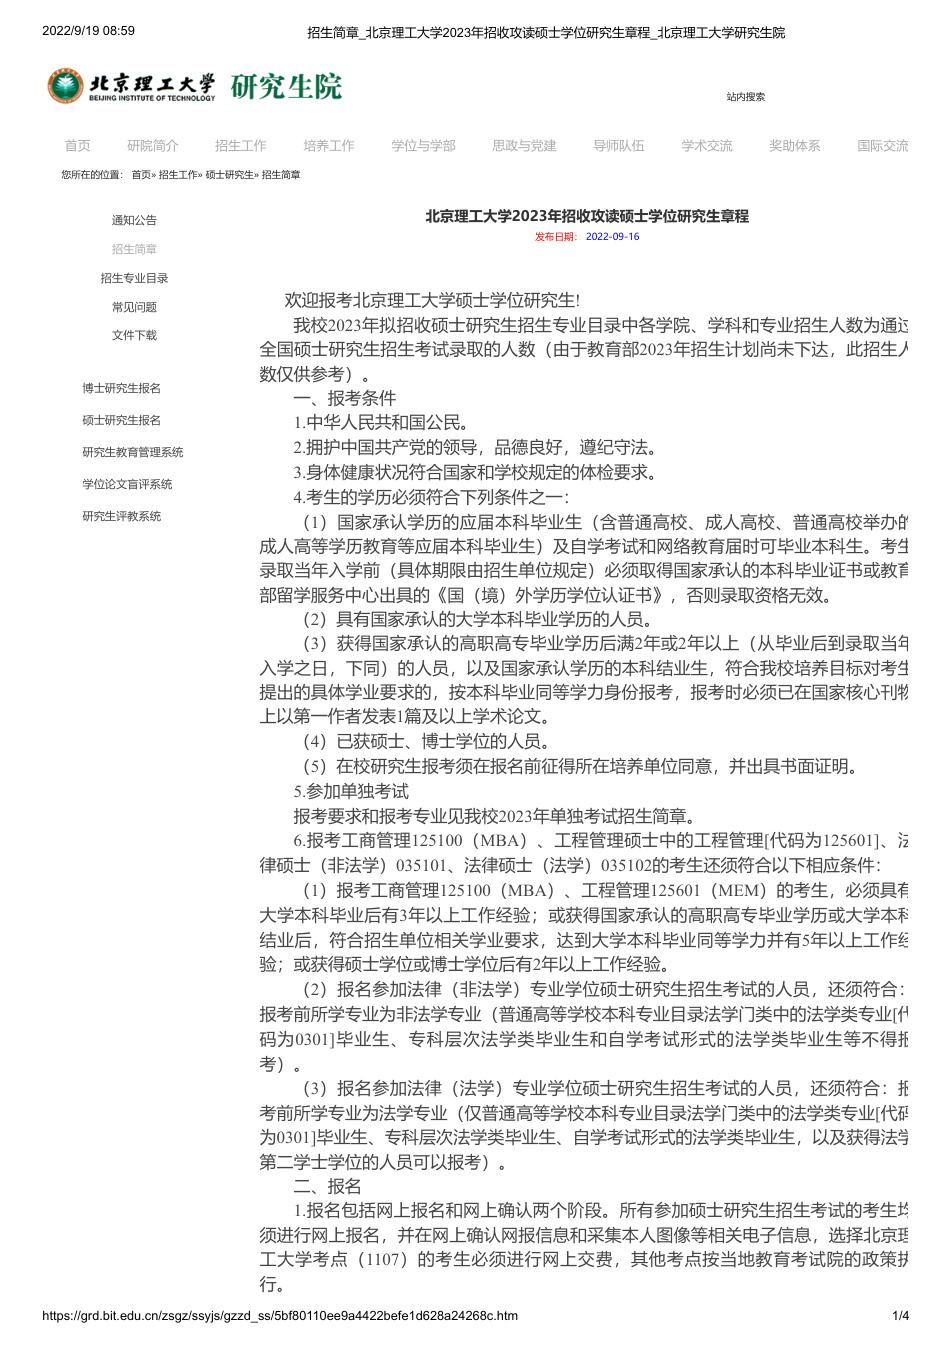 2022/9/19 08:59
招生简章_北京理工大学2023年招收攻读硕士学位研究生章程_北京理工大学研究生院
北京理工大学 研究生院
BEIJING INSTITUTE OF TECHNOLOGY
站内搜索
首页 研院简介 招生工作 培养工作 学位与学部 思政与党建 导师队伍 学术交流 奖助体系 国际交流
您所在的位置： 首页» 招生工作» 硕士研究生» 招生简章
通知公告
招生简章
招生专业目录
常见问题
文件下载
博士研究生报名
硕士研究生报名
研究生教育管理系统
学位论文盲评系统
研究生评教系统
北京理工大学2023年招收攻读硕士学位研究生章程
发布日期： 2022-09-16
欢迎报考北京理工大学硕士学位研究生!
我校2023年拟招收硕士研究生招生专业目录中各学院、学科和专业招生人数为通过
全国硕士研究生招生考试录取的人数（由于教育部2023年招生计划尚未下达，此招生人
数仅供参考）。
一、报考条件
1.中华人民共和国公民。
2.拥护中国共产党的领导，品德良好，遵纪守法。
3.身体健康状况符合国家和学校规定的体检要求。
4.考生的学历必须符合下列条件之一：
（1）国家承认学历的应届本科毕业生（含普通高校、成人高校、普通高校举办的
成人高等学历教育等应届本科毕业生）及自学考试和网络教育届时可毕业本科生。考生
录取当年入学前（具体期限由招生单位规定）必须取得国家承认的本科毕业证书或教育
部留学服务中心出具的《国（境）外学历学位认证书》，否则录取资格无效。
（2）具有国家承认的大学本科毕业学历的人员。
（3）获得国家承认的高职高专毕业学历后满2年或2年以上（从毕业后到录取当年
入学之日，下同）的人员，以及国家承认学历的本科结业生，符合我校培养目标对考生
提出的具体学业要求的，按本科毕业同等学力身份报考，报考时必须已在国家核心刊物
上以第一作者发表1篇及以上学术论文。
（4）已获硕士、博士学位的人员。
（5）在校研究生报考须在报名前征得所在培养单位同意，并出具书面证明。
5.参加单独考试
报考要求和报考专业见我校2023年单独考试招生简章。
6.报考工商管理125100（MBA）、工程管理硕士中的工程管理[代码为125601]、法
律硕士（非法学）035101、法律硕士（法学）035102的考生还须符合以下相应条件：
（1）报考工商管理125100（MBA）、工程管理125601（MEM）的考生，必须具有
大学本科毕业后有3年以上工作经验；或获得国家承认的高职高专毕业学历或大学本科
结业后，符合招生单位相关学业要求，达到大学本科毕业同等学力并有5年以上工作经
验；或获得硕士学位或博士学位后有2年以上工作经验。
（2）报名参加法律（非法学）专业学位硕士研究生招生考试的人员，还须符合：
报考前所学专业为非法学专业（普通高等学校本科专业目录法学门类中的法学类专业[代
码为0301]毕业生、专科层次法学类毕业生和自学考试形式的法学类毕业生等不得报
考）。
（3）报名参加法律（法学）专业学位硕士研究生招生考试的人员，还须符合：报
考前所学专业为法学专业（仅普通高等学校本科专业目录法学门类中的法学类专业[代码
为0301]毕业生、专科层次法学类毕业生、自学考试形式的法学类毕业生，以及获得法学
第二学士学位的人员可以报考）。
二、报名
1.报名包括网上报名和网上确认两个阶段。所有参加硕士研究生招生考试的考生均
须进行网上报名，并在网上确认网报信息和采集本人图像等相关电子信息，选择北京理
工大学考点（1107）的考生必须进行网上交费，其他考点按当地教育考试院的政策执
行。
https://grd.bit.edu.cn/zsgz/ssyjs/gzzd_ss/5bf80110ee9a4422befe1d628a24268c.htm
1/4